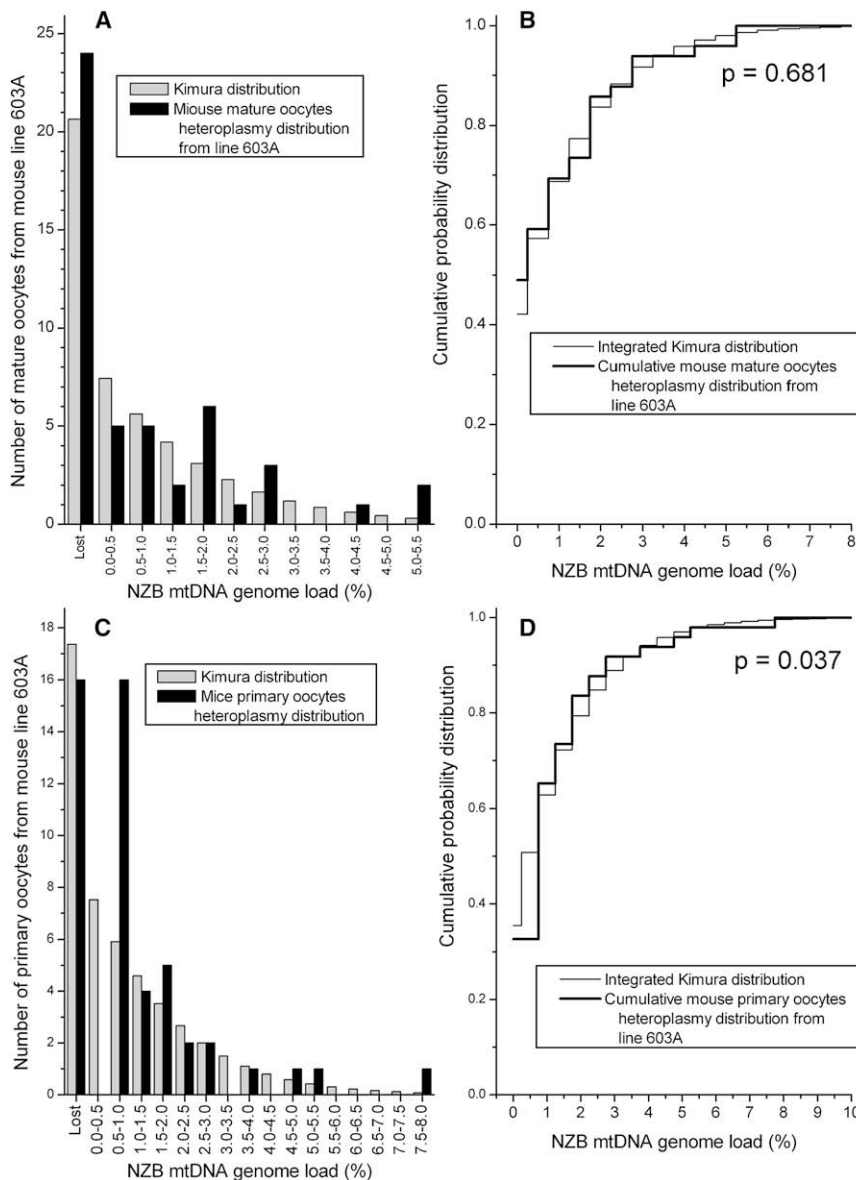 A
Number of mature oocytes from mouse line 603A
25
20
15
10
5
0
Kimura distribution
Miouse mature oocytes
heteroplasmy distribution
from line 603A
Lost
0.0-0.5
0.5-1.0
1.0-1.5
1.5-2.0
2.0-2.5
2.5-3.0
3.0-3.5
3.5-4.0
4.0-4.5
4.5-5.0
5.0-5.5
NZB mtDNA genome load (%)
B
p = 0.681
Cumulative probability distribution
1.0
0.8
0.6
0.4
0.2
0.0
Integrated Kimura distribution
Cumulative mouse mature oocytes
heteroplasmy distribution from
line 603A
0 1 2 3 4 5 6 7 8
NZB mtDNA genome load (%)
C
Number of primary oocytes from mouse line 603A
18
16
14
12
10
8
6
4
2
0
Kimura distribution
Mice primary oocytes
heteroplasmy distribution
Lost
0.0-0.5
0.5-1.0
1.0-1.5
1.5-2.0
2.0-2.5
2.5-3.0
3.0-3.5
3.5-4.0
4.0-4.5
4.5-5.0
5.0-5.5
5.5-6.0
6.0-6.5
6.5-7.0
7.0-7.5
7.5-8.0
NZB mtDNA genome load (%)
D
p = 0.037
Cumulative probability distribution
1.0
0.8
0.6
0.4
0.2
0.0
Integrated Kimura distribution
Cumulative mouse primary oocytes
heteroplasmy distribution from
line 603A
0 1 2 3 4 5 6 7 8 9 10
NZB mtDNA genome load (%)